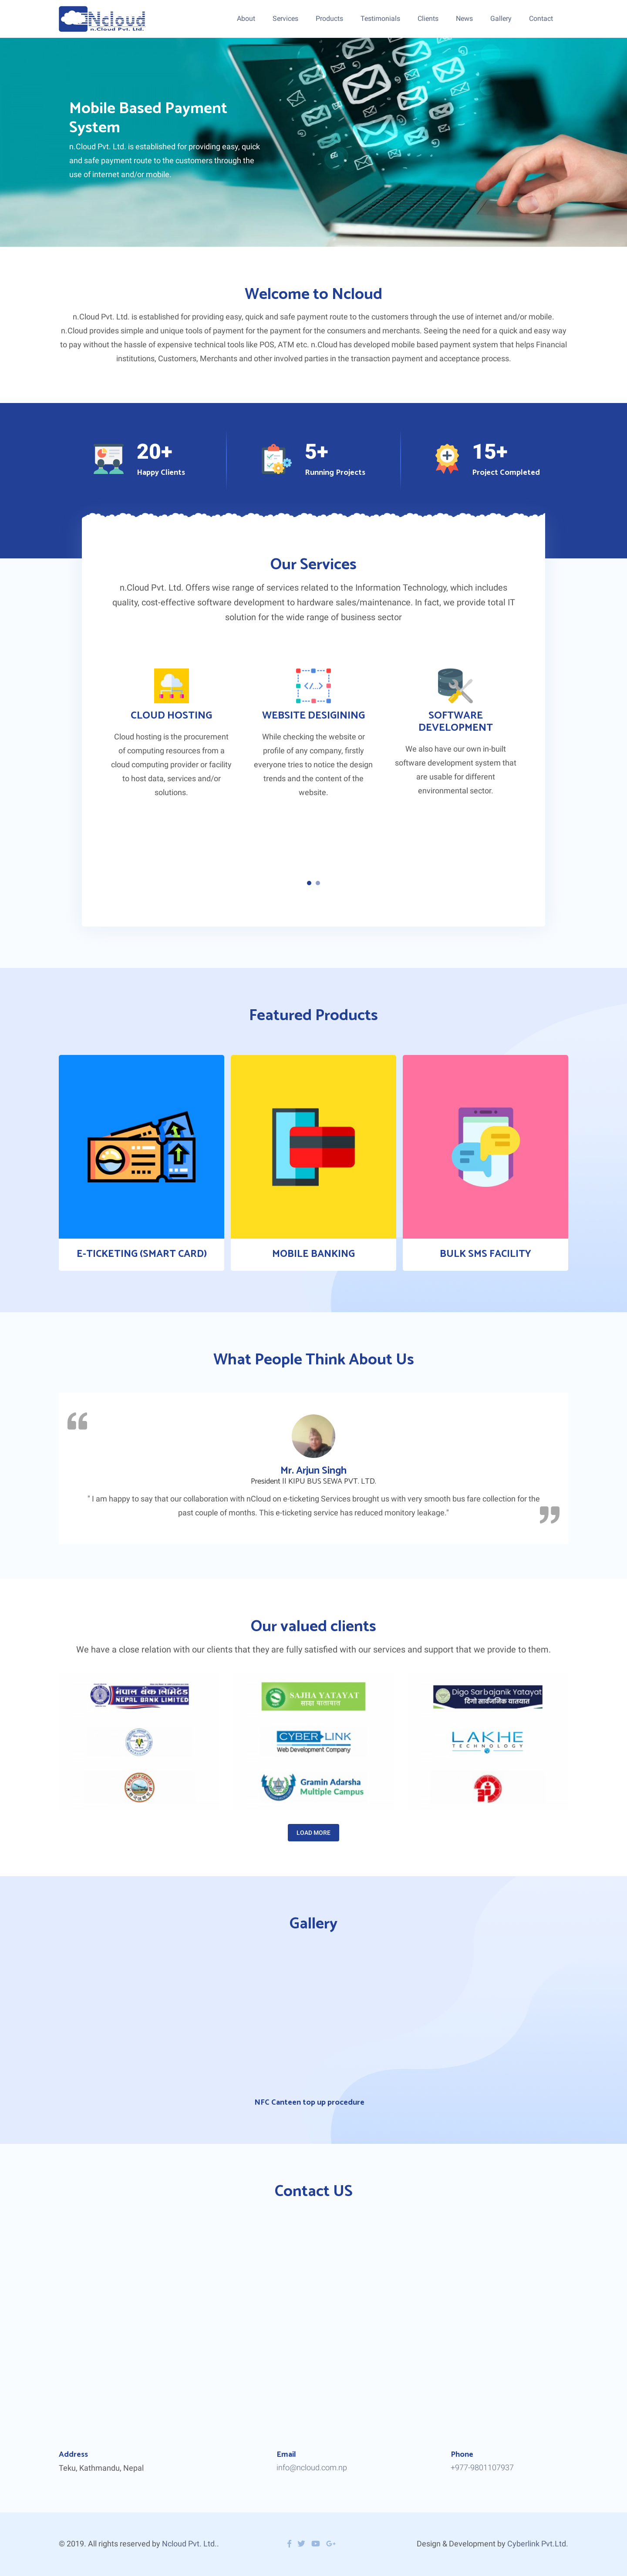 Ncloud
n.Cloud Pvt. Ltd.
About Services Products Testimonials Clients News Gallery Contact
Mobile Based Payment
System
n.Cloud Pvt. Ltd. is established for providing easy, quick
and safe payment route to the customers through the
use of internet and/or mobile.
Welcome to Ncloud
n.Cloud Pvt. Ltd. is established for providing easy, quick and safe payment route to the customers through the use of internet and/or mobile.
n.Cloud provides simple and unique tools of payment for the payment for the consumers and merchants. Seeing the need for a quick and easy way
to pay without the hassle of expensive technical tools like POS, ATM etc. n.Cloud has developed mobile based payment system that helps Financial
institutions, Customers, Merchants and other involved parties in the transaction payment and acceptance process.
20+
Happy Clients
5+
Running Projects
15+
Project Completed
Our Services
n.Cloud Pvt. Ltd. Offers wise range of services related to the Information Technology, which includes
quality, cost-effective software development to hardware sales/maintenance. In fact, we provide total IT
solution for the wide range of business sector
CLOUD HOSTING
Cloud hosting is the procurement
of computing resources from a
cloud computing provider or facility
to host data, services and/or
solutions.
WEBSITE DESIGINING
While checking the website or
profile of any company, firstly
everyone tries to notice the design
trends and the content of the
website.
SOFTWARE
DEVELOPMENT
We also have our own in-built
software development system that
are usable for different
environmental sector.
Featured Products
E-TICKETING (SMART CARD)
MOBILE BANKING
BULK SMS FACILITY
What People Think About Us
Mr. Arjun Singh
President II KIPU BUS SEWA PVT. LTD.
" I am happy to say that our collaboration with nCloud on e-ticketing Services brought us with very smooth bus fare collection for the
past couple of months. This e-ticketing service has reduced monitory leakage."
Our valued clients
We have a close relation with our clients that they are fully satisfied with our services and support that we provide to them.
नेपाल बैंक लिमिटेड
NEPAL BANK LIMITED
SAJHA YATAYAT
साझा यातायात
Digo Sarbajanik Yatayat
दिगो सार्वजनिक यातायात
CYBER LINK
Web Development Company
LAKHE
TECHNOLOGY
Gramin Adarsha
Multiple Campus
LOAD MORE
Gallery
NFC Canteen top up procedure
Contact US
Address
Teku, Kathmandu, Nepal
Email
info@ncloud.com.np
Phone
+977-9801107937
© 2019. All rights reserved by Ncloud Pvt. Ltd..
G+
Design & Development by Cyberlink Pvt.Ltd.